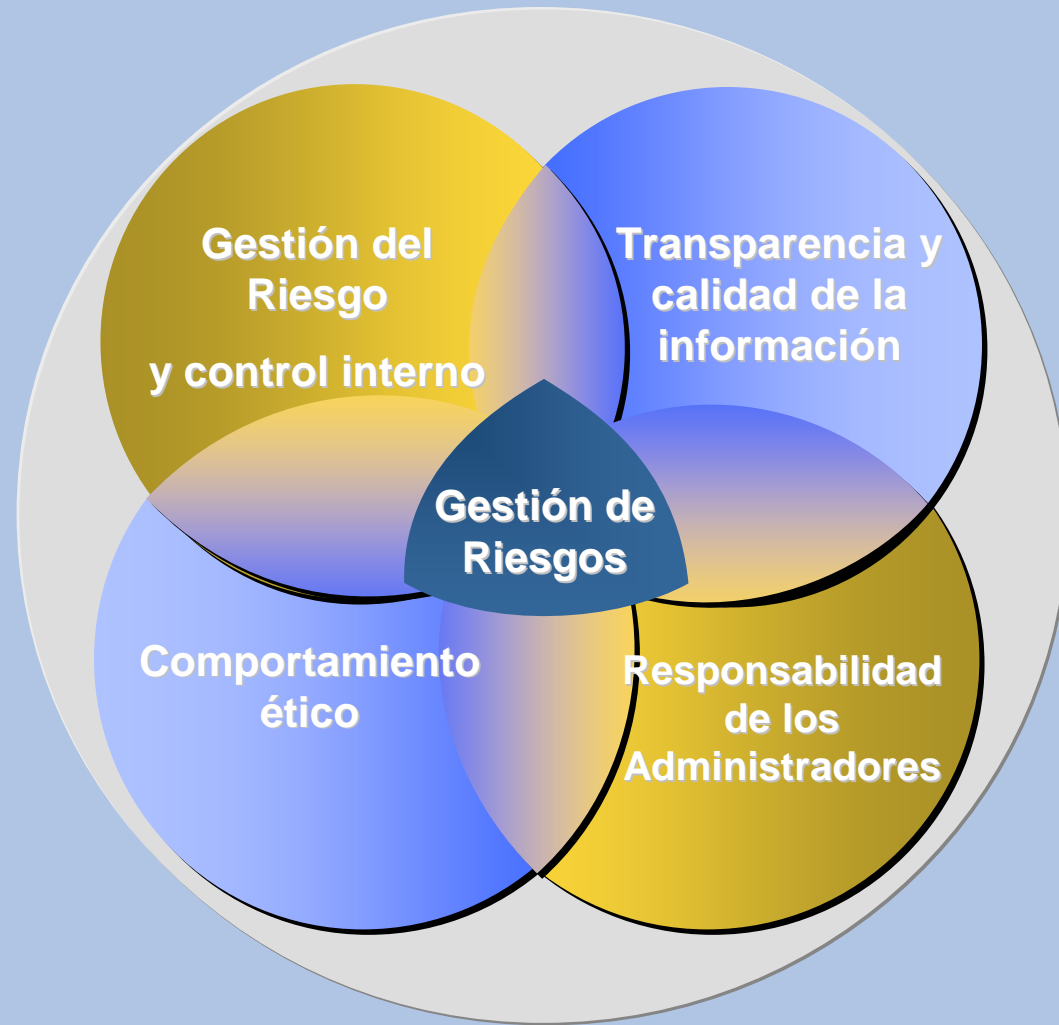 Gestión del
Riesgo
y control interno
Transparencia y
calidad de la
información
Gestión de
Riesgos
Comportamiento
ético
Responsabilidad
de los
Administradores